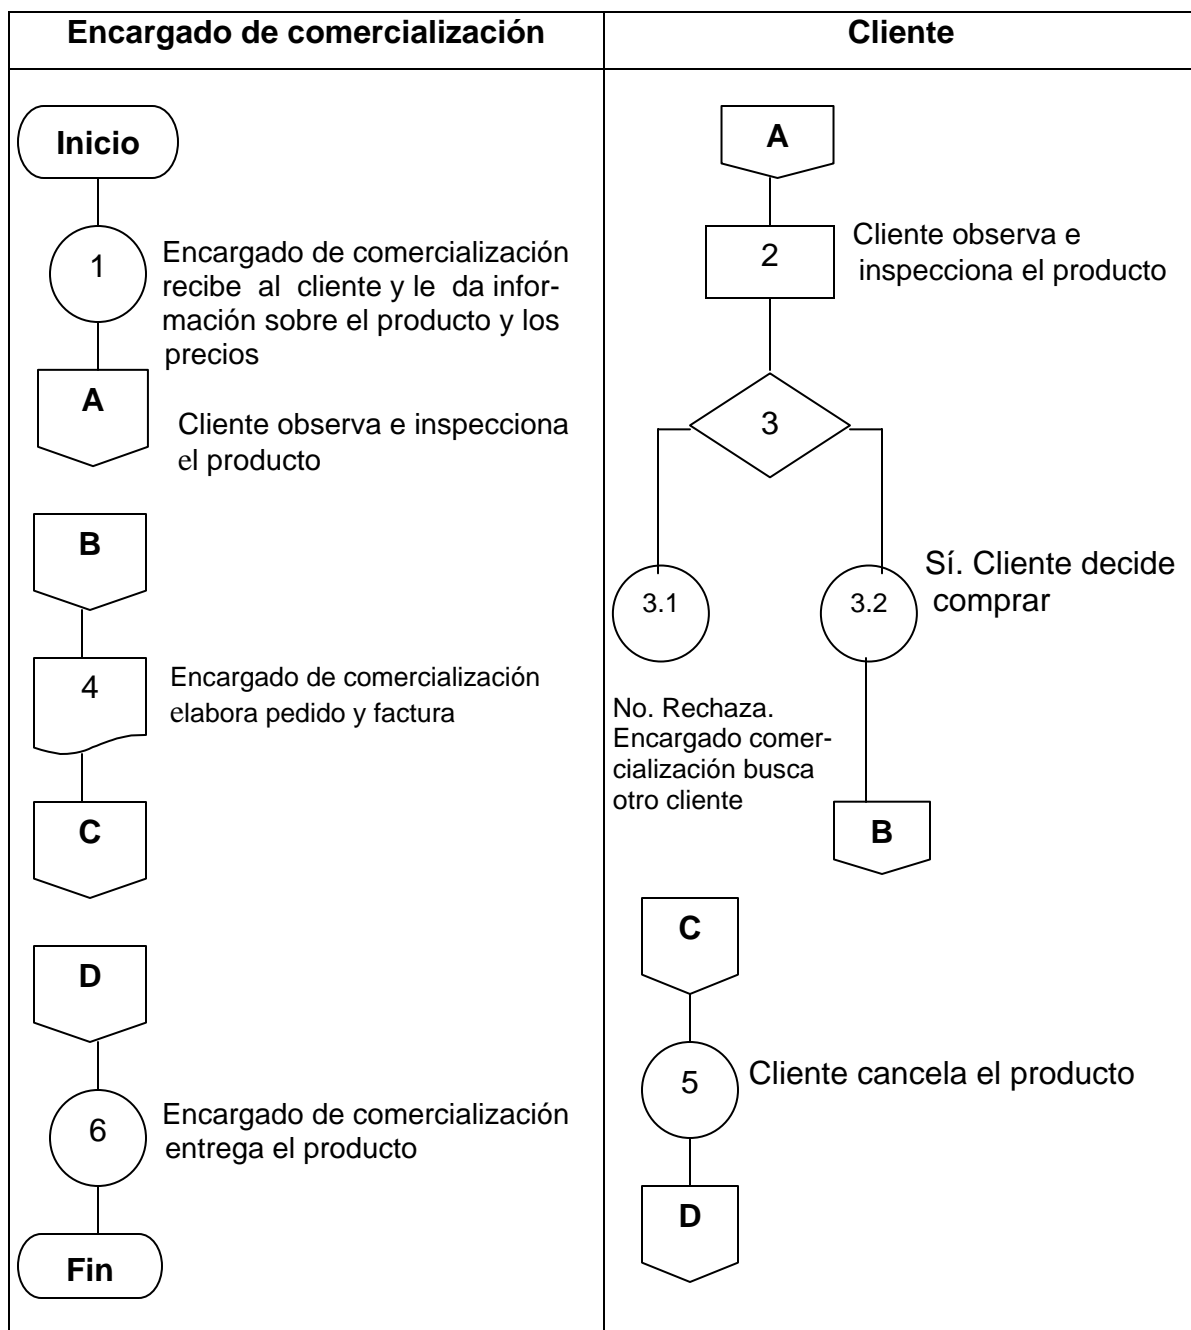 Encargado de comercialización
Cliente
Inicio
1
Encargado de comercialización
recibe al cliente y le da infor-
mación sobre el producto y los
precios
A
Cliente observa e inspecciona
el producto
B
4
Encargado de comercialización
elabora pedido y factura
C
D
6
Encargado de comercialización
entrega el producto
Fin
A
2
Cliente observa e
inspecciona el producto
3
3.1
3.2
Sí. Cliente decide
comprar
No. Rechaza.
Encargado comer-
cialización busca
otro cliente
B
C
5
Cliente cancela el producto
D